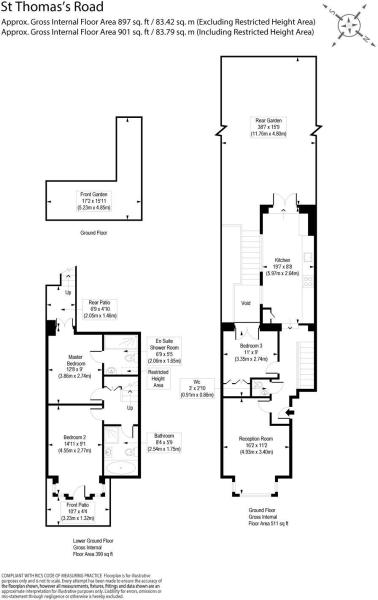 St Thomas's Road
Approx. Gross Internal Floor Area 897 sq. ft / 83.42 sq. m (Excluding Restricted Height Area)
Approx. Gross Internal Floor Area 901 sq. ft / 83.79 sq. m (Including Restricted Height Area)
S
N
Rear Garden
38'7 x 15'9
(11.76m x 4.80m)
Front Garden
17'2 x 15'11
(5.23m x 4.85m)
Ground Floor
Kitchen
19'7 x 8'8
(5.97m x 2.64m)
Void
Up
Rear Patio
6'9 x 4'10
(2.05m x 1.46m)
Master
Bedroom
12'8 x 9'
(3.86m x 2.74m)
En Suite
Shower Room
6'9 x 5'5
(2.06m x 1.65m)
Restricted
Height
Area
Up
Bedroom 3
11' x 9'
(3.35m x 2.74m)
Wc
3' x 2'10
(0.91m x 0.86m)
Bedroom 2
14'11 x 9'1
(4.55m x 2.77m)
Bathroom
8'4 x 5'9
(2.54m x 1.75m)
Reception Room
16'2 x 11'2
(4.93m x 3.40m)
Front Patio
10'7 x 4'4
(3.23m x 1.32m)
Ground Floor
Gross Internal
Floor Area 511 sq ft
Lower Ground Floor
Gross Internal
Floor Area 390 sq ft
COMPLIANT WITH RICS CODE OF MEASURING PRACTICE. Floorplan is for illustrative
purposes only and is not to scale. Every attempt has been made to ensure the accuracy of
the floorplan shown, however all measurements, fixtures, fittings and data shown are an
approximate interpretation for illustrative purposes only. Liability for errors, omissions or
mis-statement through negligence or otherwise is hereby excluded.